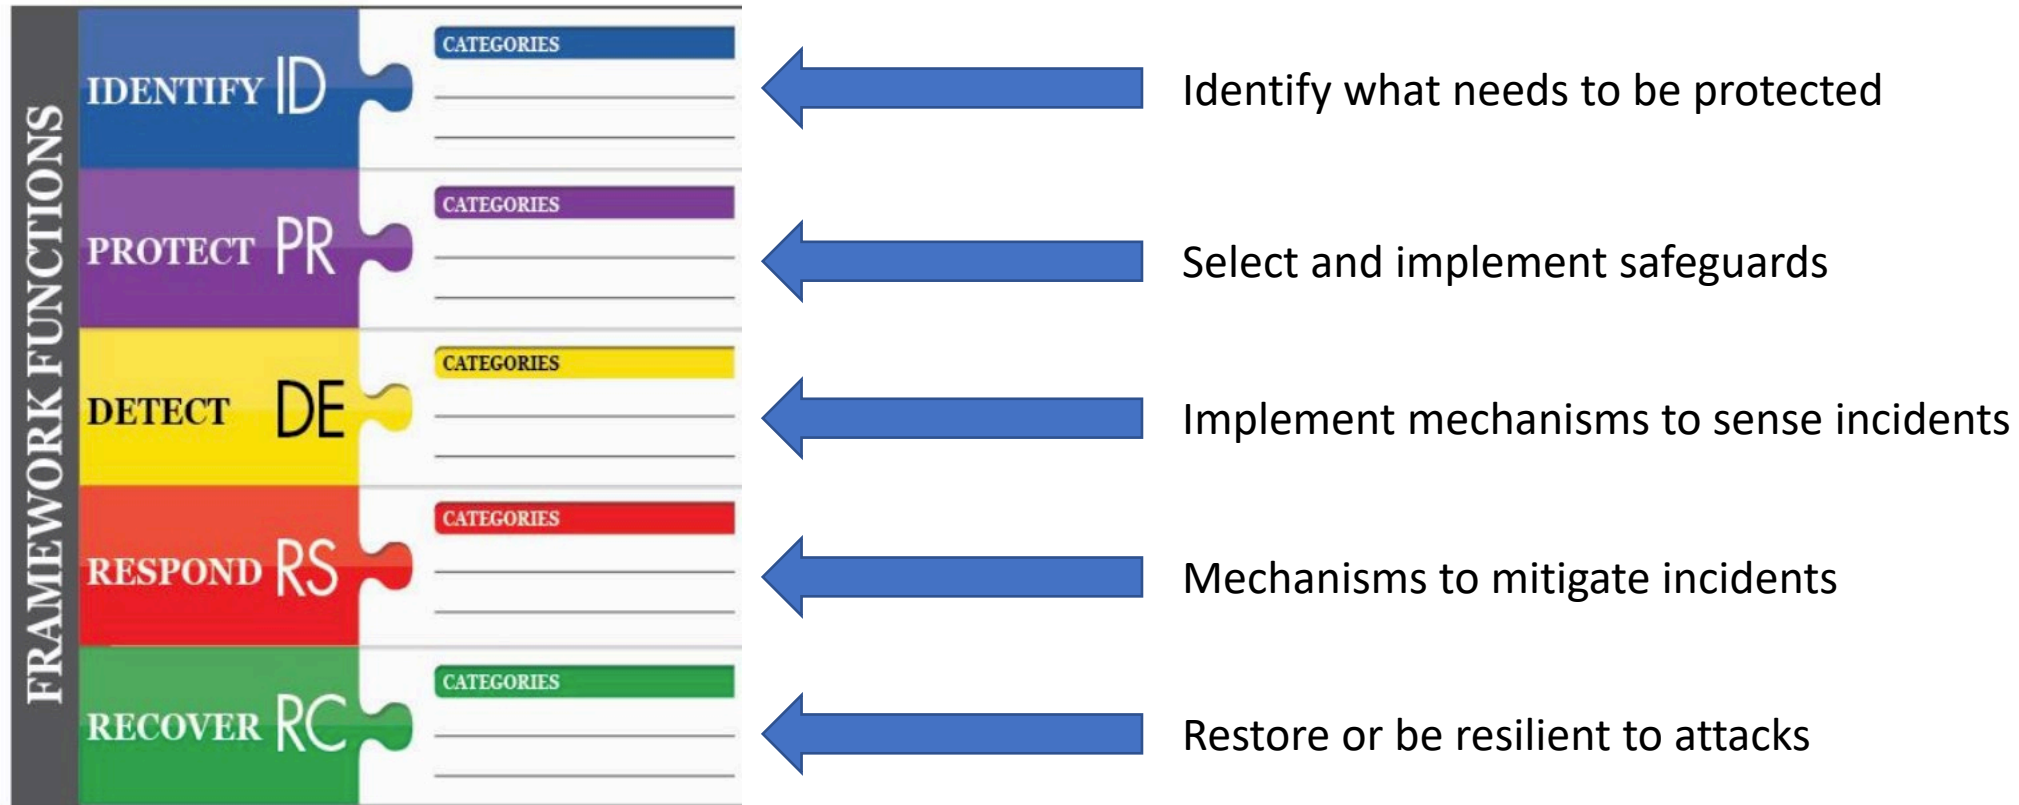 FRAMEWORK FUNCTIONS
IDENTIFY ID
CATEGORIES
Identify what needs to be protected
PROTECT PR
CATEGORIES
Select and implement safeguards
DETECT DE
CATEGORIES
Implement mechanisms to sense incidents
RESPOND RS
CATEGORIES
Mechanisms to mitigate incidents
RECOVER RC
CATEGORIES
Restore or be resilient to attacks